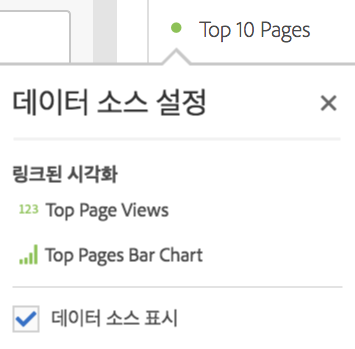 Top 10 Pages
데이터 소스 설정
링크된 시각화
123 Top Page Views
Top Pages Bar Chart
데이터 소스 표시